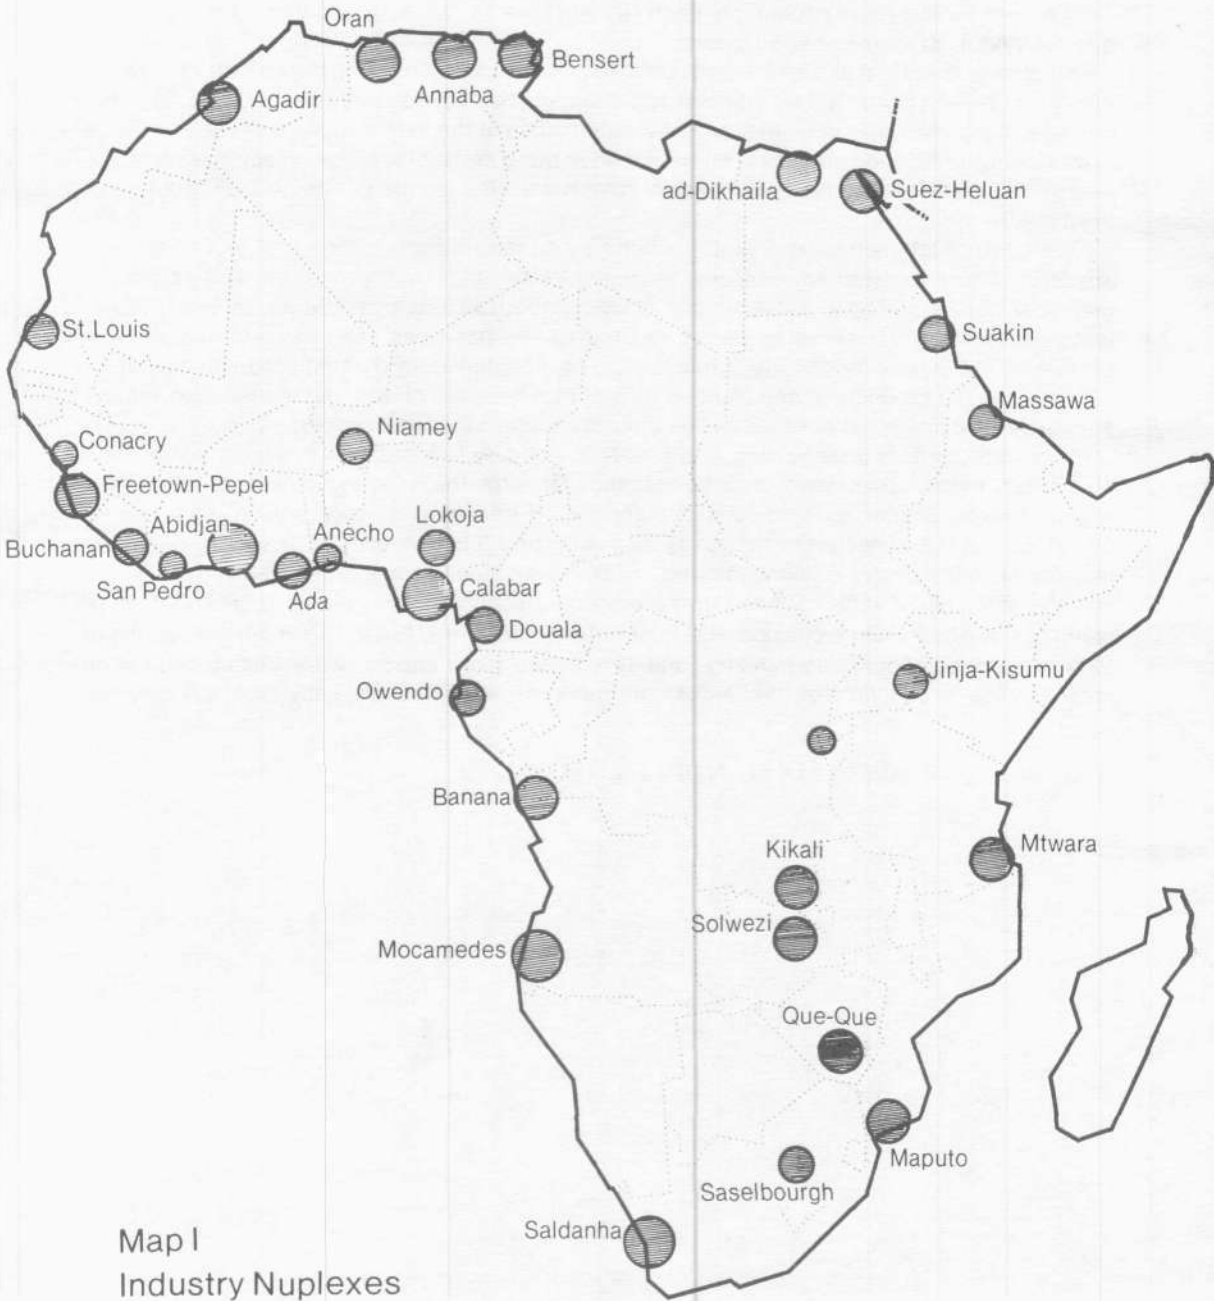 Oran
Bensert
Annaba
Agadir
ad-Dikhaila
Suez-Heluan
St.Louis
Suakin
Massawa
Niamey
Conacry
Freetown-Pepel
Lokoja
Anecho
Abidjan
Buchanan
San Pedro
Ada
Calabar
Douala
Jinja-Kisumu
Owendo
Banana
Mtwara
Kikali
Solwezi
Mocamedes
Que-Que
Maputo
Saselbourgh
Saldanha
Map I
Industry Nuplexes